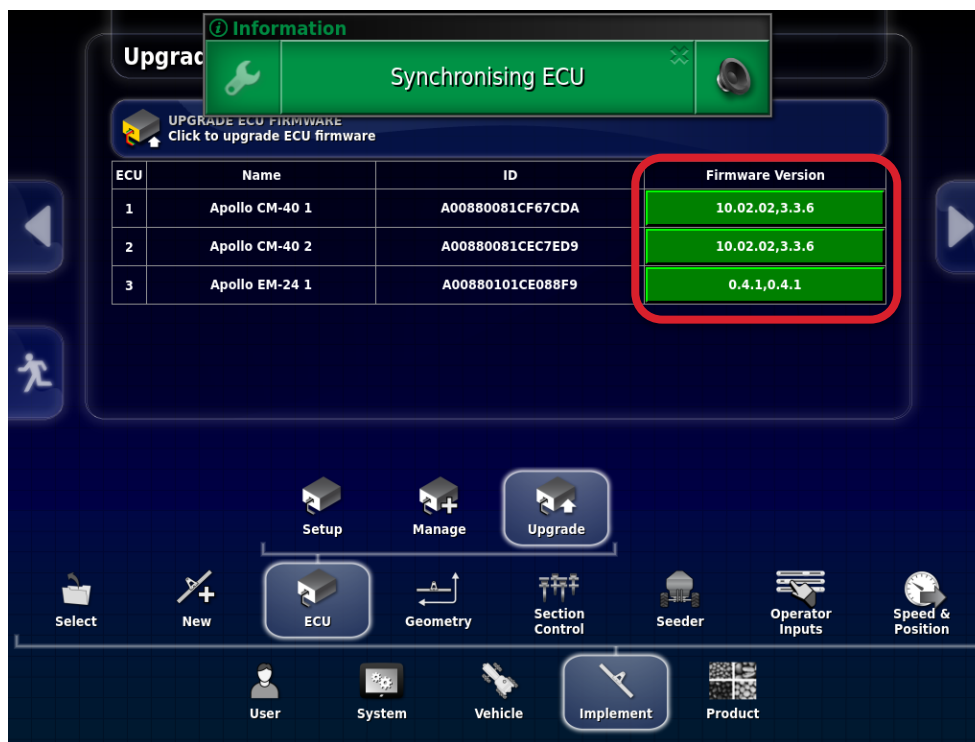 Information
Upgrad
Synchronising ECU
UPGRADE ECU FIRMWARE
Click to upgrade ECU firmware
ECU Name ID Firmware Version
1 Apollo CM-40 1 A00880081CF67CDA 10.02.02,3.3.6
2 Apollo CM-40 2 A00880081CEC7ED9 10.02.02,3.3.6
3 Apollo EM-24 1 A00880101CE088F9 0.4.1,0.4.1
Setup Manage Upgrade
Select New ECU Geometry Section Control Seeder Operator Inputs Speed & Position
User System Vehicle Implement Product